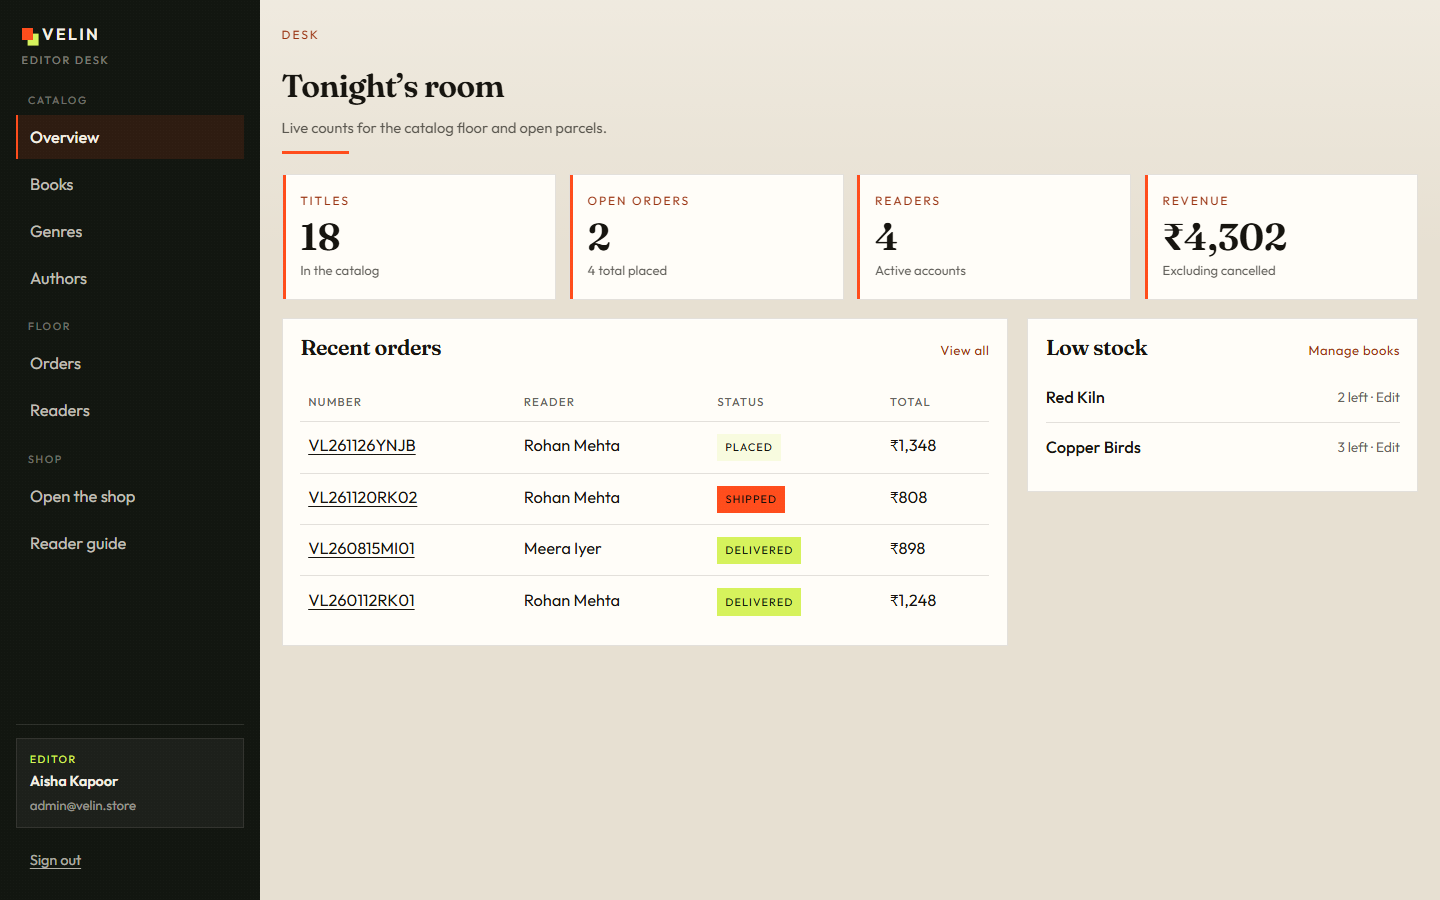 VELIN
EDITOR DESK
CATALOG
Overview
Books
Genres
Authors
FLOOR
Orders
Readers
SHOP
Open the shop
Reader guide
EDITOR
Aisha Kapoor
admin@velin.store
Sign out
DESK
Tonight’s room
Live counts for the catalog floor and open parcels.
TITLES
18
In the catalog
OPEN ORDERS
2
4 total placed
READERS
4
Active accounts
REVENUE
₹4,302
Excluding cancelled
Recent orders View all
NUMBER READER STATUS TOTAL
VL261126YNJB Rohan Mehta PLACED ₹1,348
VL261120RK02 Rohan Mehta SHIPPED ₹808
VL260815MI01 Meera Iyer DELIVERED ₹898
VL260112RK01 Rohan Mehta DELIVERED ₹1,248
Low stock Manage books
Red Kiln 2 left · Edit
Copper Birds 3 left · Edit